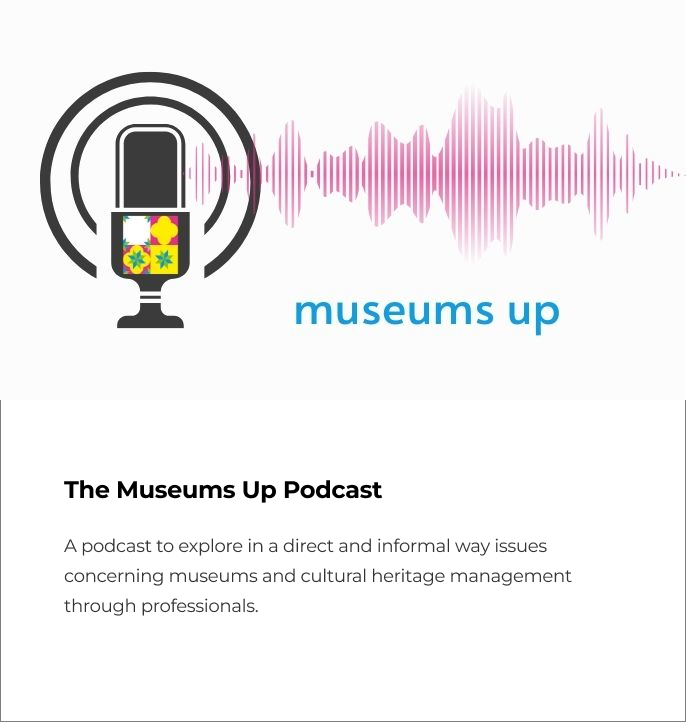 museums up
The Museums Up Podcast
A podcast to explore in a direct and informal way issues
concerning museums and cultural heritage management
through professionals.